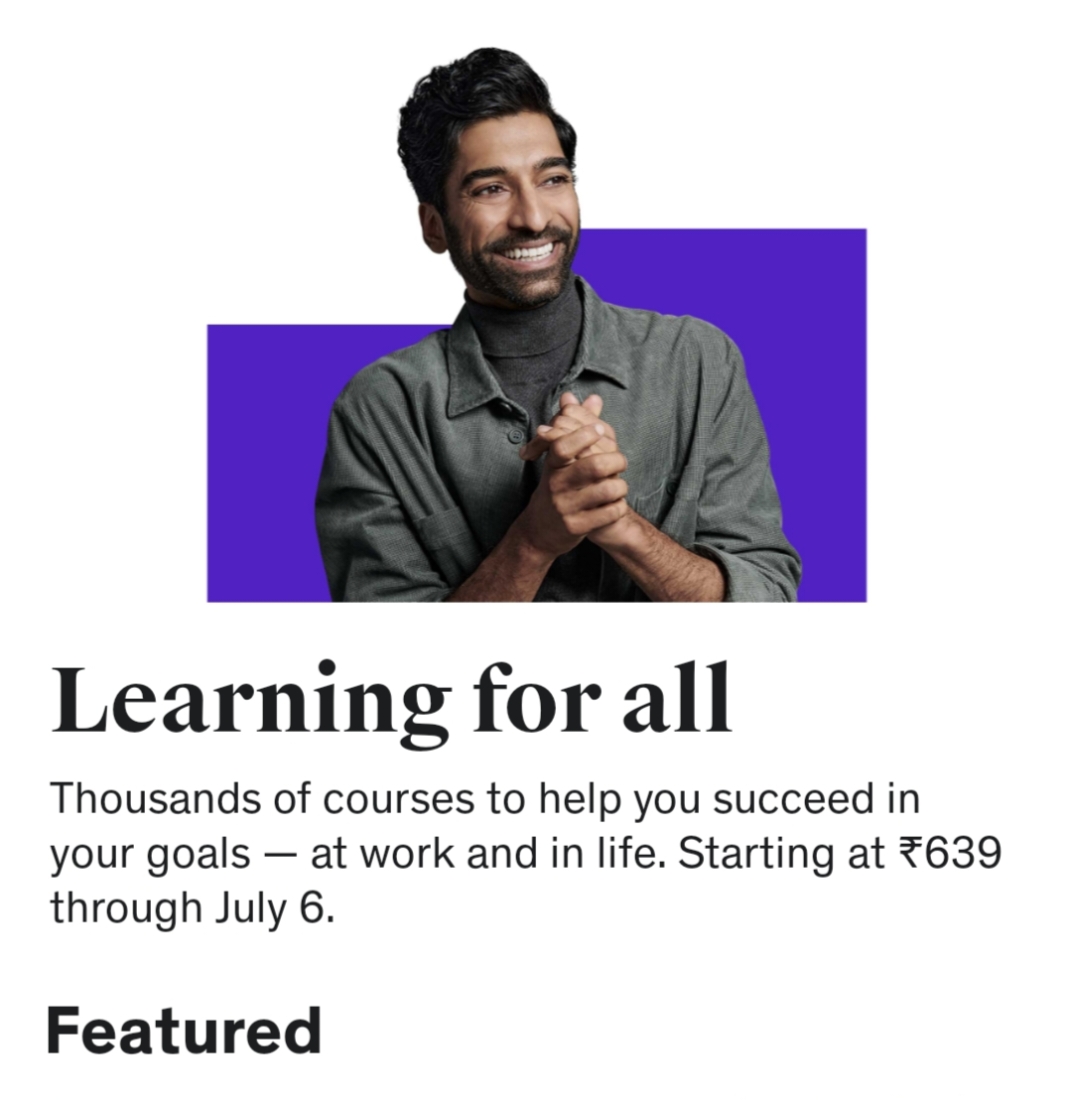 Learning for all
Thousands of courses to help you succeed in
your goals — at work and in life. Starting at ₹639
through July 6.
Featured